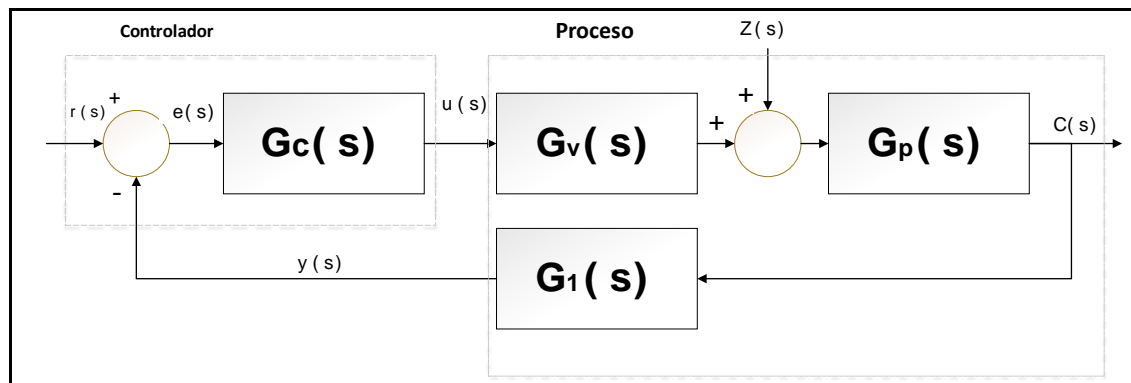 Controlador
Proceso
Z(s)
r(s)
+
e(s)
Gc(s)
u(s)
Gv(s)
+
+
Gp(s)
C(s)
-
y(s)
G1(s)